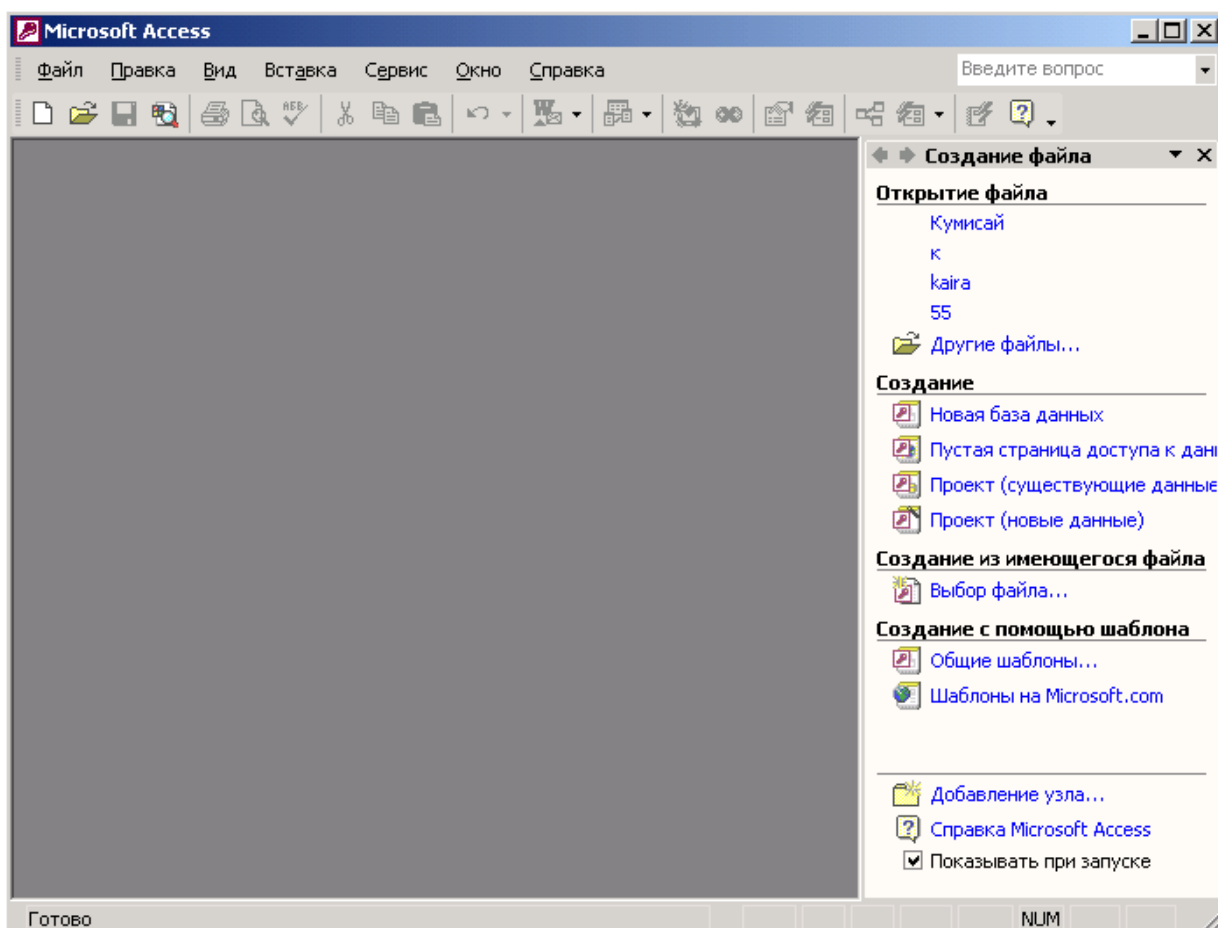 Microsoft Access
Файл Правка Вид Вставка Сервис Окно Справка Введите вопрос
Создание файла
Открытие файла
Кумисай
к
kaira
55
Другие файлы...
Создание
Новая база данных
Пустая страница доступа к дан
Проект (существующие данные
Проект (новые данные)
Создание из имеющегося файла
Выбор файла...
Создание с помощью шаблона
Общие шаблоны...
Шаблоны на Microsoft.com
Добавление узла...
Справка Microsoft Access
Показывать при запуске
Готово NUM